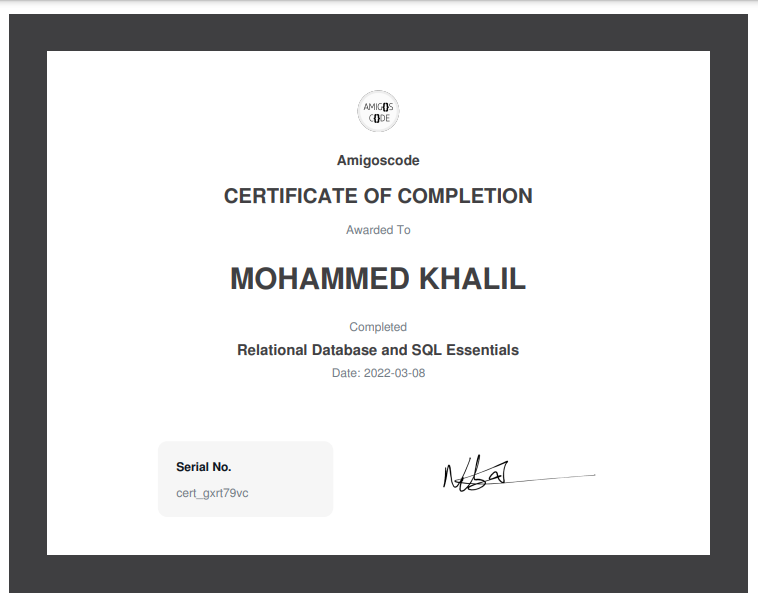 AMIGOS
CODE
Amigoscode
CERTIFICATE OF COMPLETION
Awarded To
MOHAMMED KHALIL
Completed
Relational Database and SQL Essentials
Date: 2022-03-08
Serial No.
cert_gxrt79vc